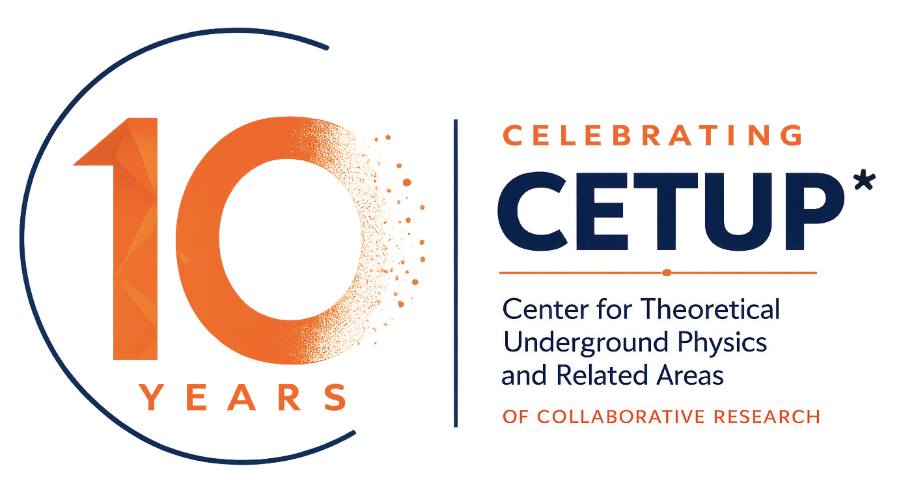 10
YEARS
CELEBRATING
CETUP*
Center for Theoretical
Underground Physics
and Related Areas
OF COLLABORATIVE RESEARCH